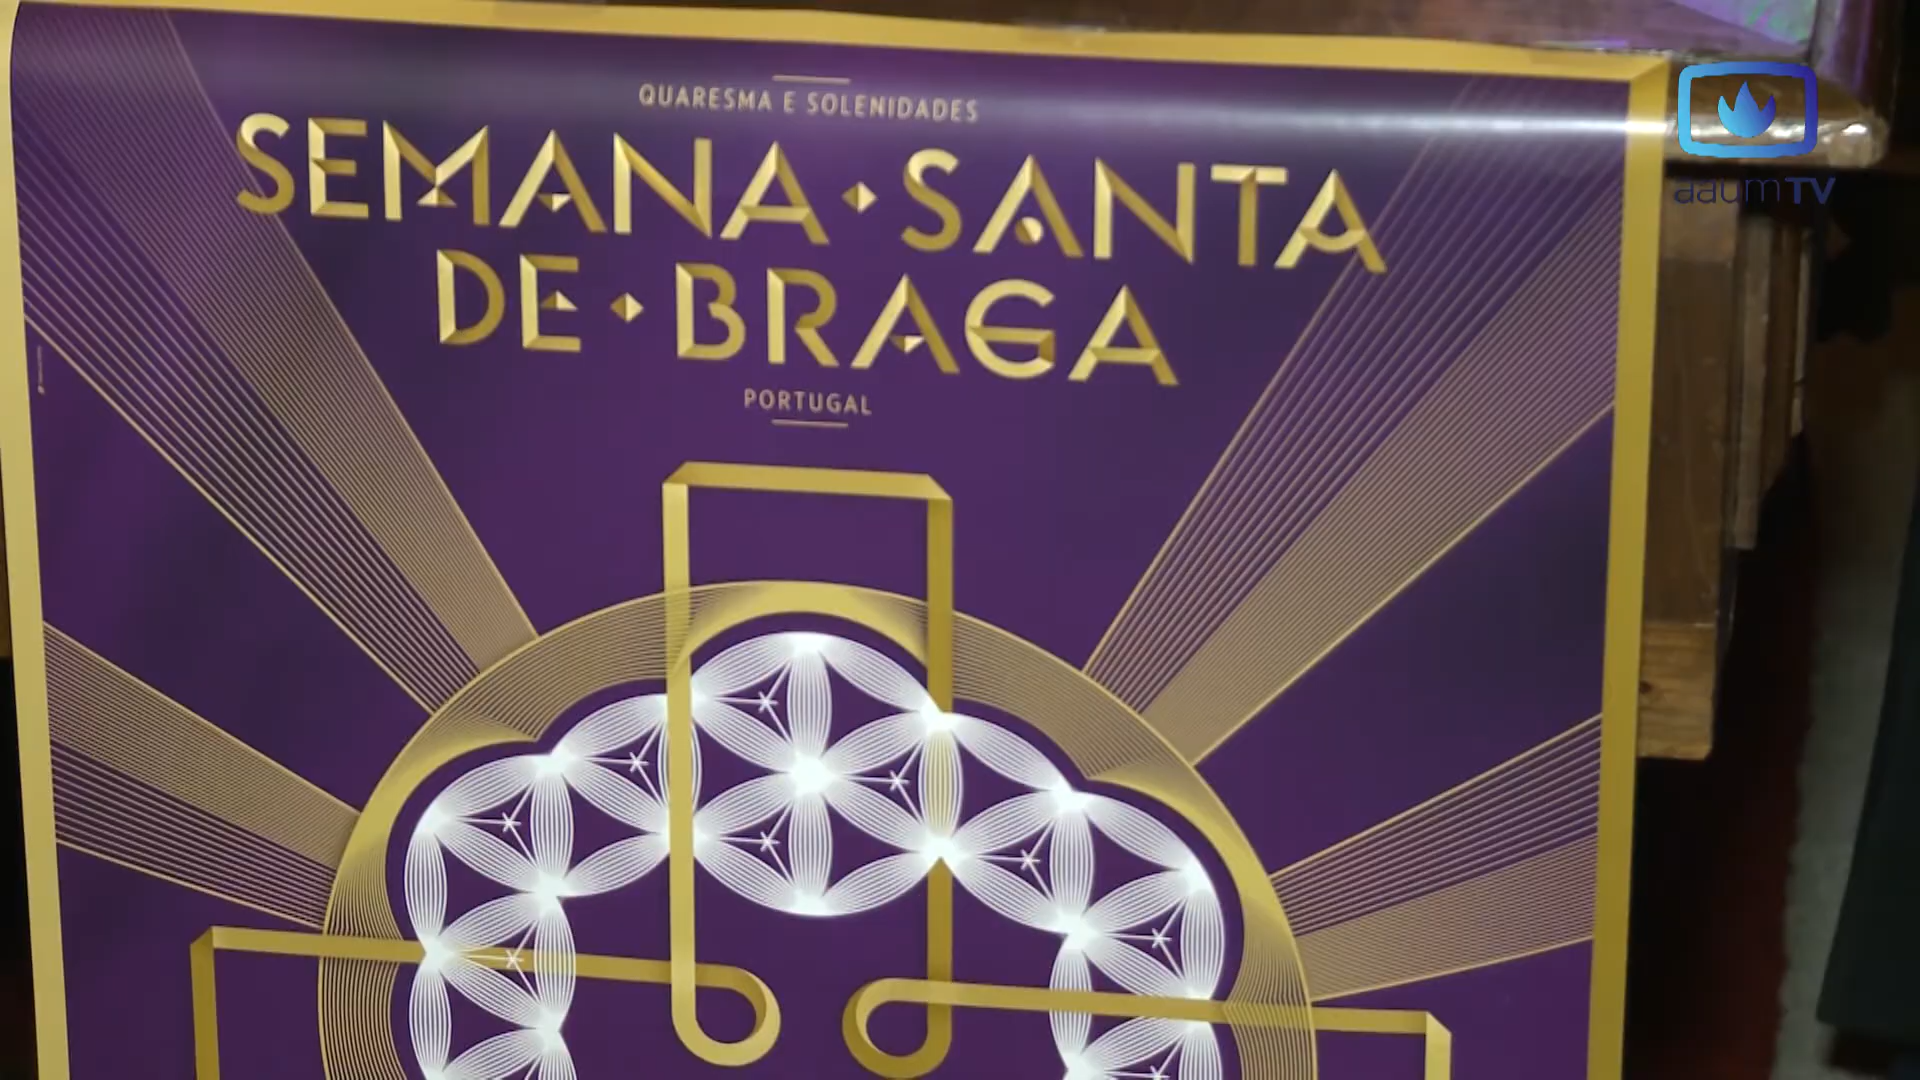 QUARESMA E SOLENIDADES
SEMANA SANTA
DE BRAGA
PORTUGAL
aaumTV